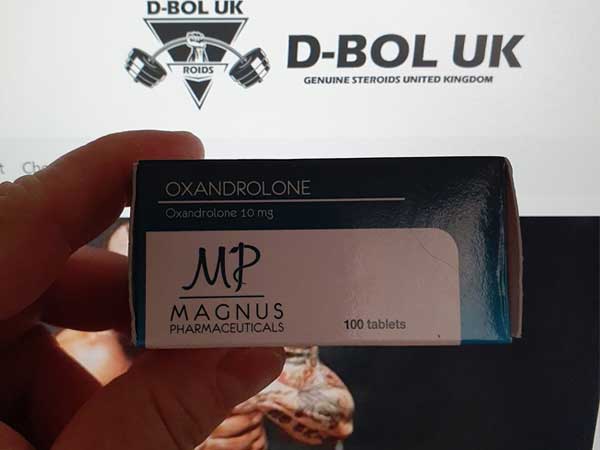 D-BOL UK
ROIDS
D-BOL UK
GENUINE STEROIDS UNITED KINGDOM
OXANDROLONE
Oxandrolone 10 mg
MP
MAGNUS
PHARMACEUTICALS
100 tablets